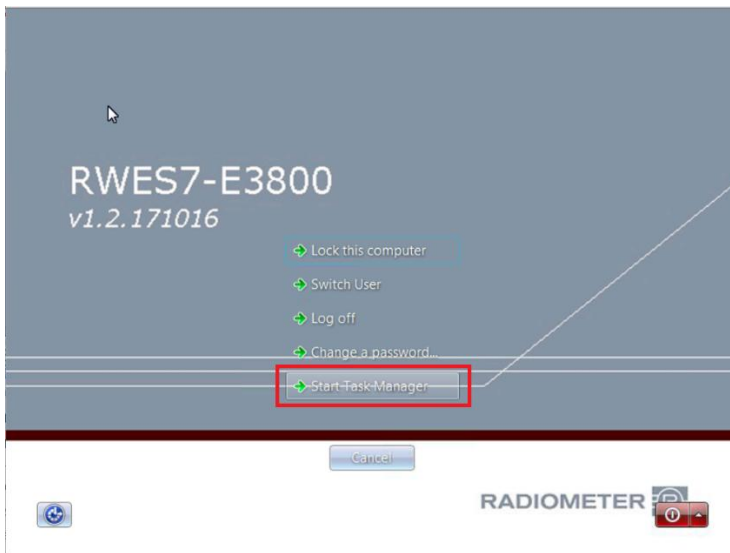 RWES7-E3800
v1.2.171016
Lock this computer
Switch User
Log off
Change a password...
Start Task Manager
Cancel
RADIOMETER